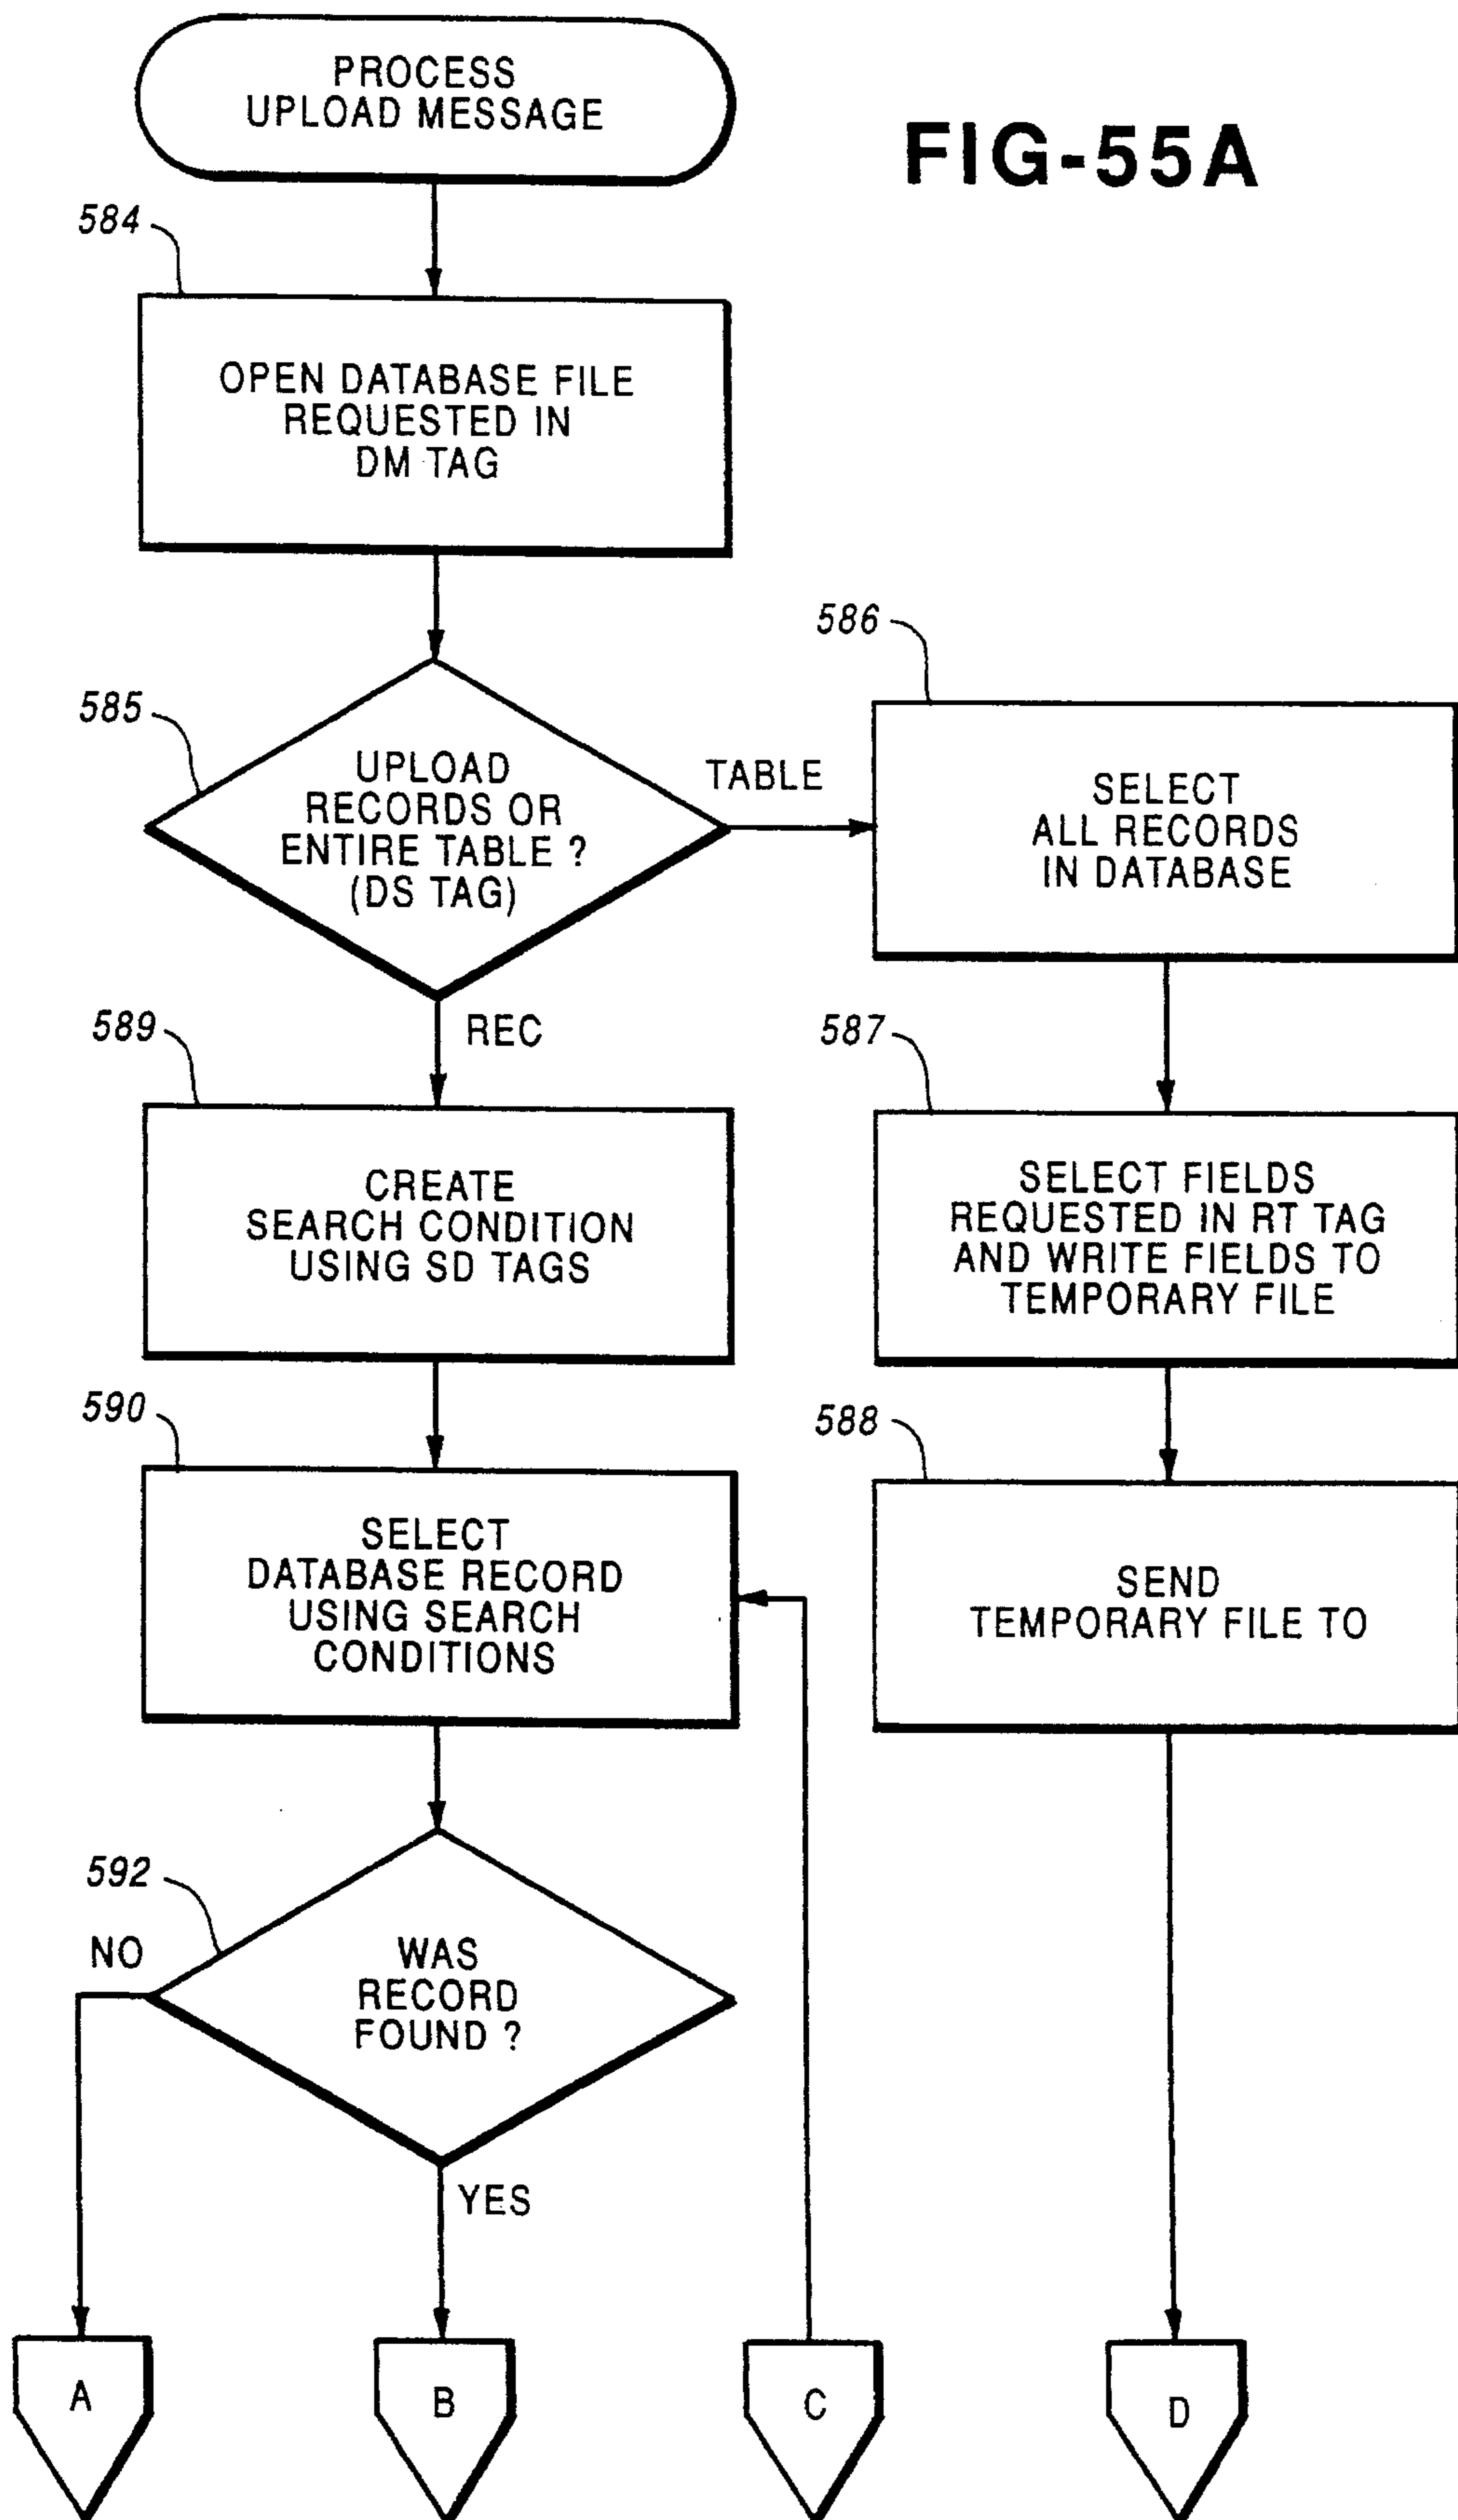 PROCESS
UPLOAD MESSAGE
FIG-55A
584
OPEN DATABASE FILE
REQUESTED IN
DM TAG
585
UPLOAD
RECORDS OR
ENTIRE TABLE ?
(DS TAG)
TABLE
REC
586
SELECT
ALL RECORDS
IN DATABASE
587
SELECT FIELDS
REQUESTED IN RT TAG
AND WRITE FIELDS TO
TEMPORARY FILE
588
SEND
TEMPORARY FILE TO
589
CREATE
SEARCH CONDITION
USING SD TAGS
590
SELECT
DATABASE RECORD
USING SEARCH
CONDITIONS
592
WAS
RECORD
FOUND ?
NO
YES
A
B
C
D